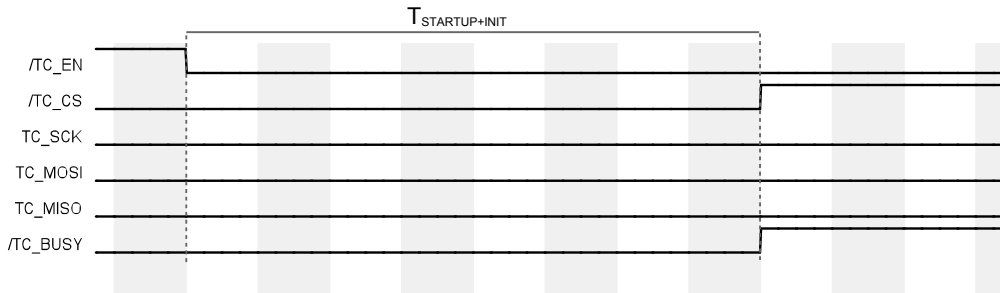 TSTARTUP+INIT
/TC_EN
/TC_CS
TC_SCK
TC_MOSI
TC_MISO
/TC_BUSY